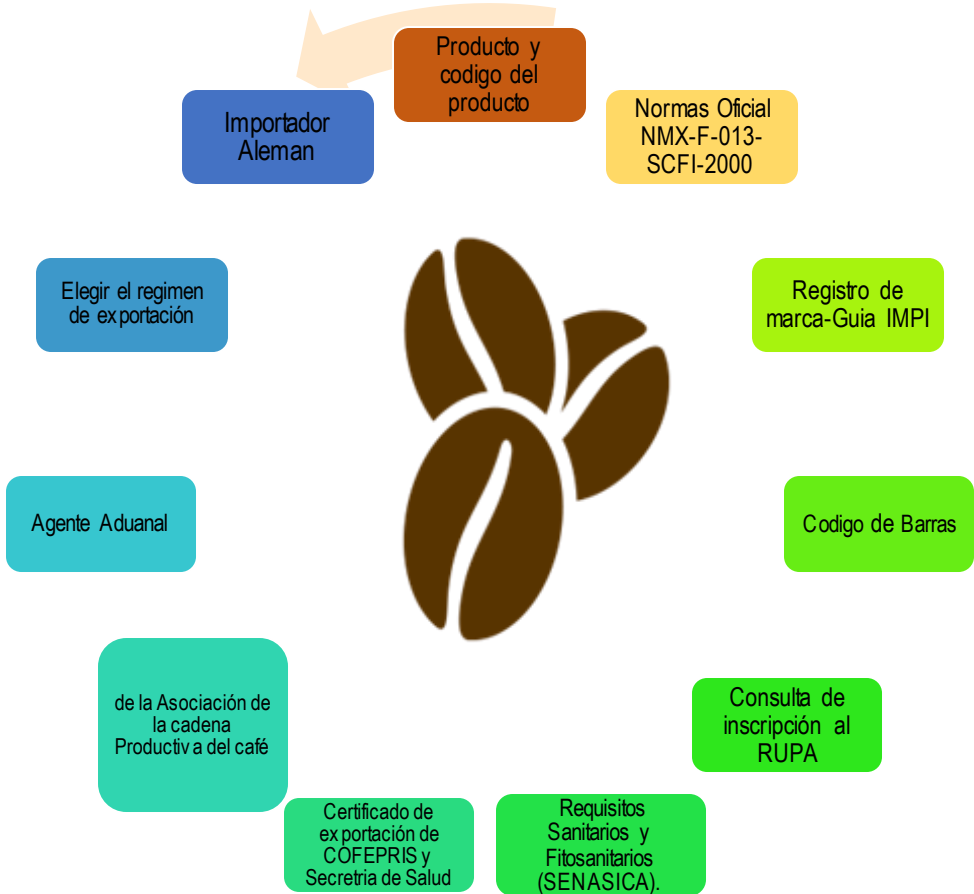 Producto y
codigo del
producto
Normas Oficial
NMX-F-013-
SCFI-2000
Registro de
marca-Guia IMPI
Codigo de Barras
Consulta de
inscripción al
RUPA
Requisitos
Sanitarios y
Fitosanitarios
(SENASICA).
Certificado de
exportación de
COFEPRIS y
Secretria de Salud
de la Asociación de
la cadena
Productiva del café
Agente Aduanal
Elegir el regimen
de exportación
Importador
Aleman